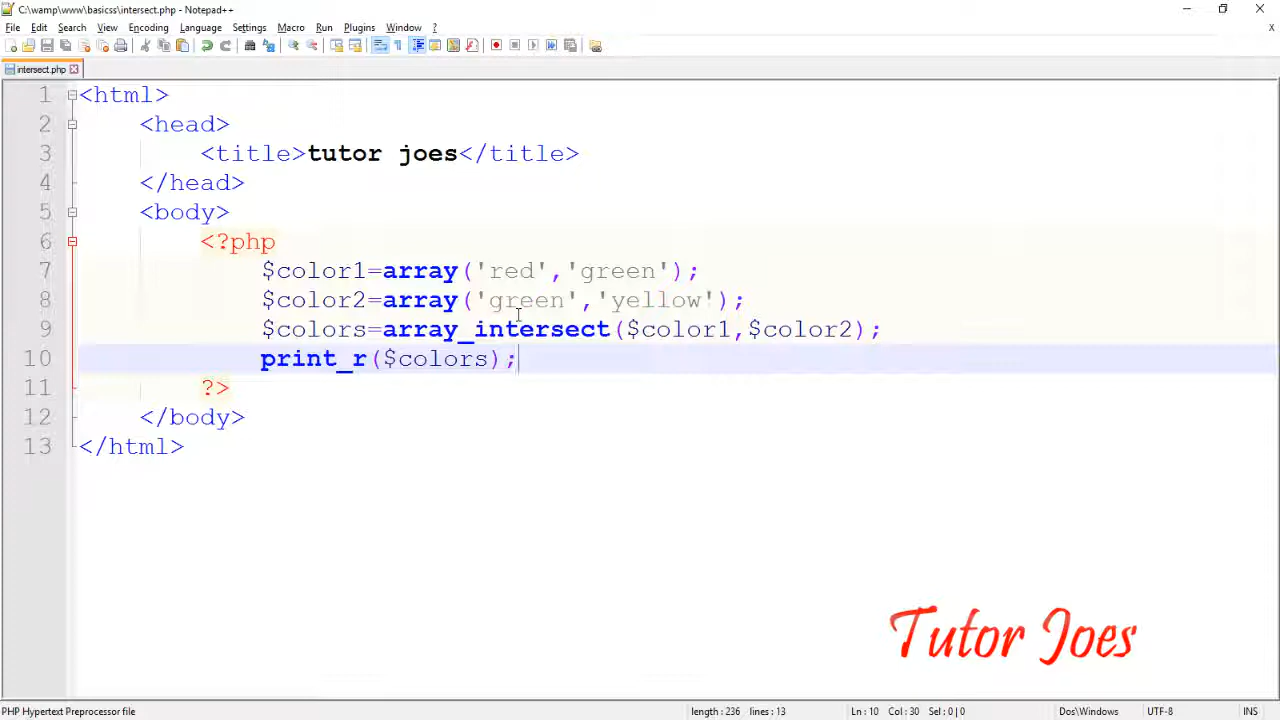 C:\wamp\www\basicss\intersect.php - Notepad++
File Edit Search View Encoding Language Settings Macro Run Plugins Window ?
intersect.php
1 <html>
2 <head>
3 <title>tutor joes</title>
4 </head>
5 <body>
6 <?php
7 $color1=array('red','green');
8 $color2=array('green','yellow');
9 $colors=array_intersect($color1,$color2);
10 print_r($colors);
11 ?>
12 </body>
13 </html>
Tutor Joes
PHP Hypertext Preprocessor file length : 236 lines : 13 Ln : 10 Col : 30 Sel : 0 | 0 Dos\Windows UTF-8 INS